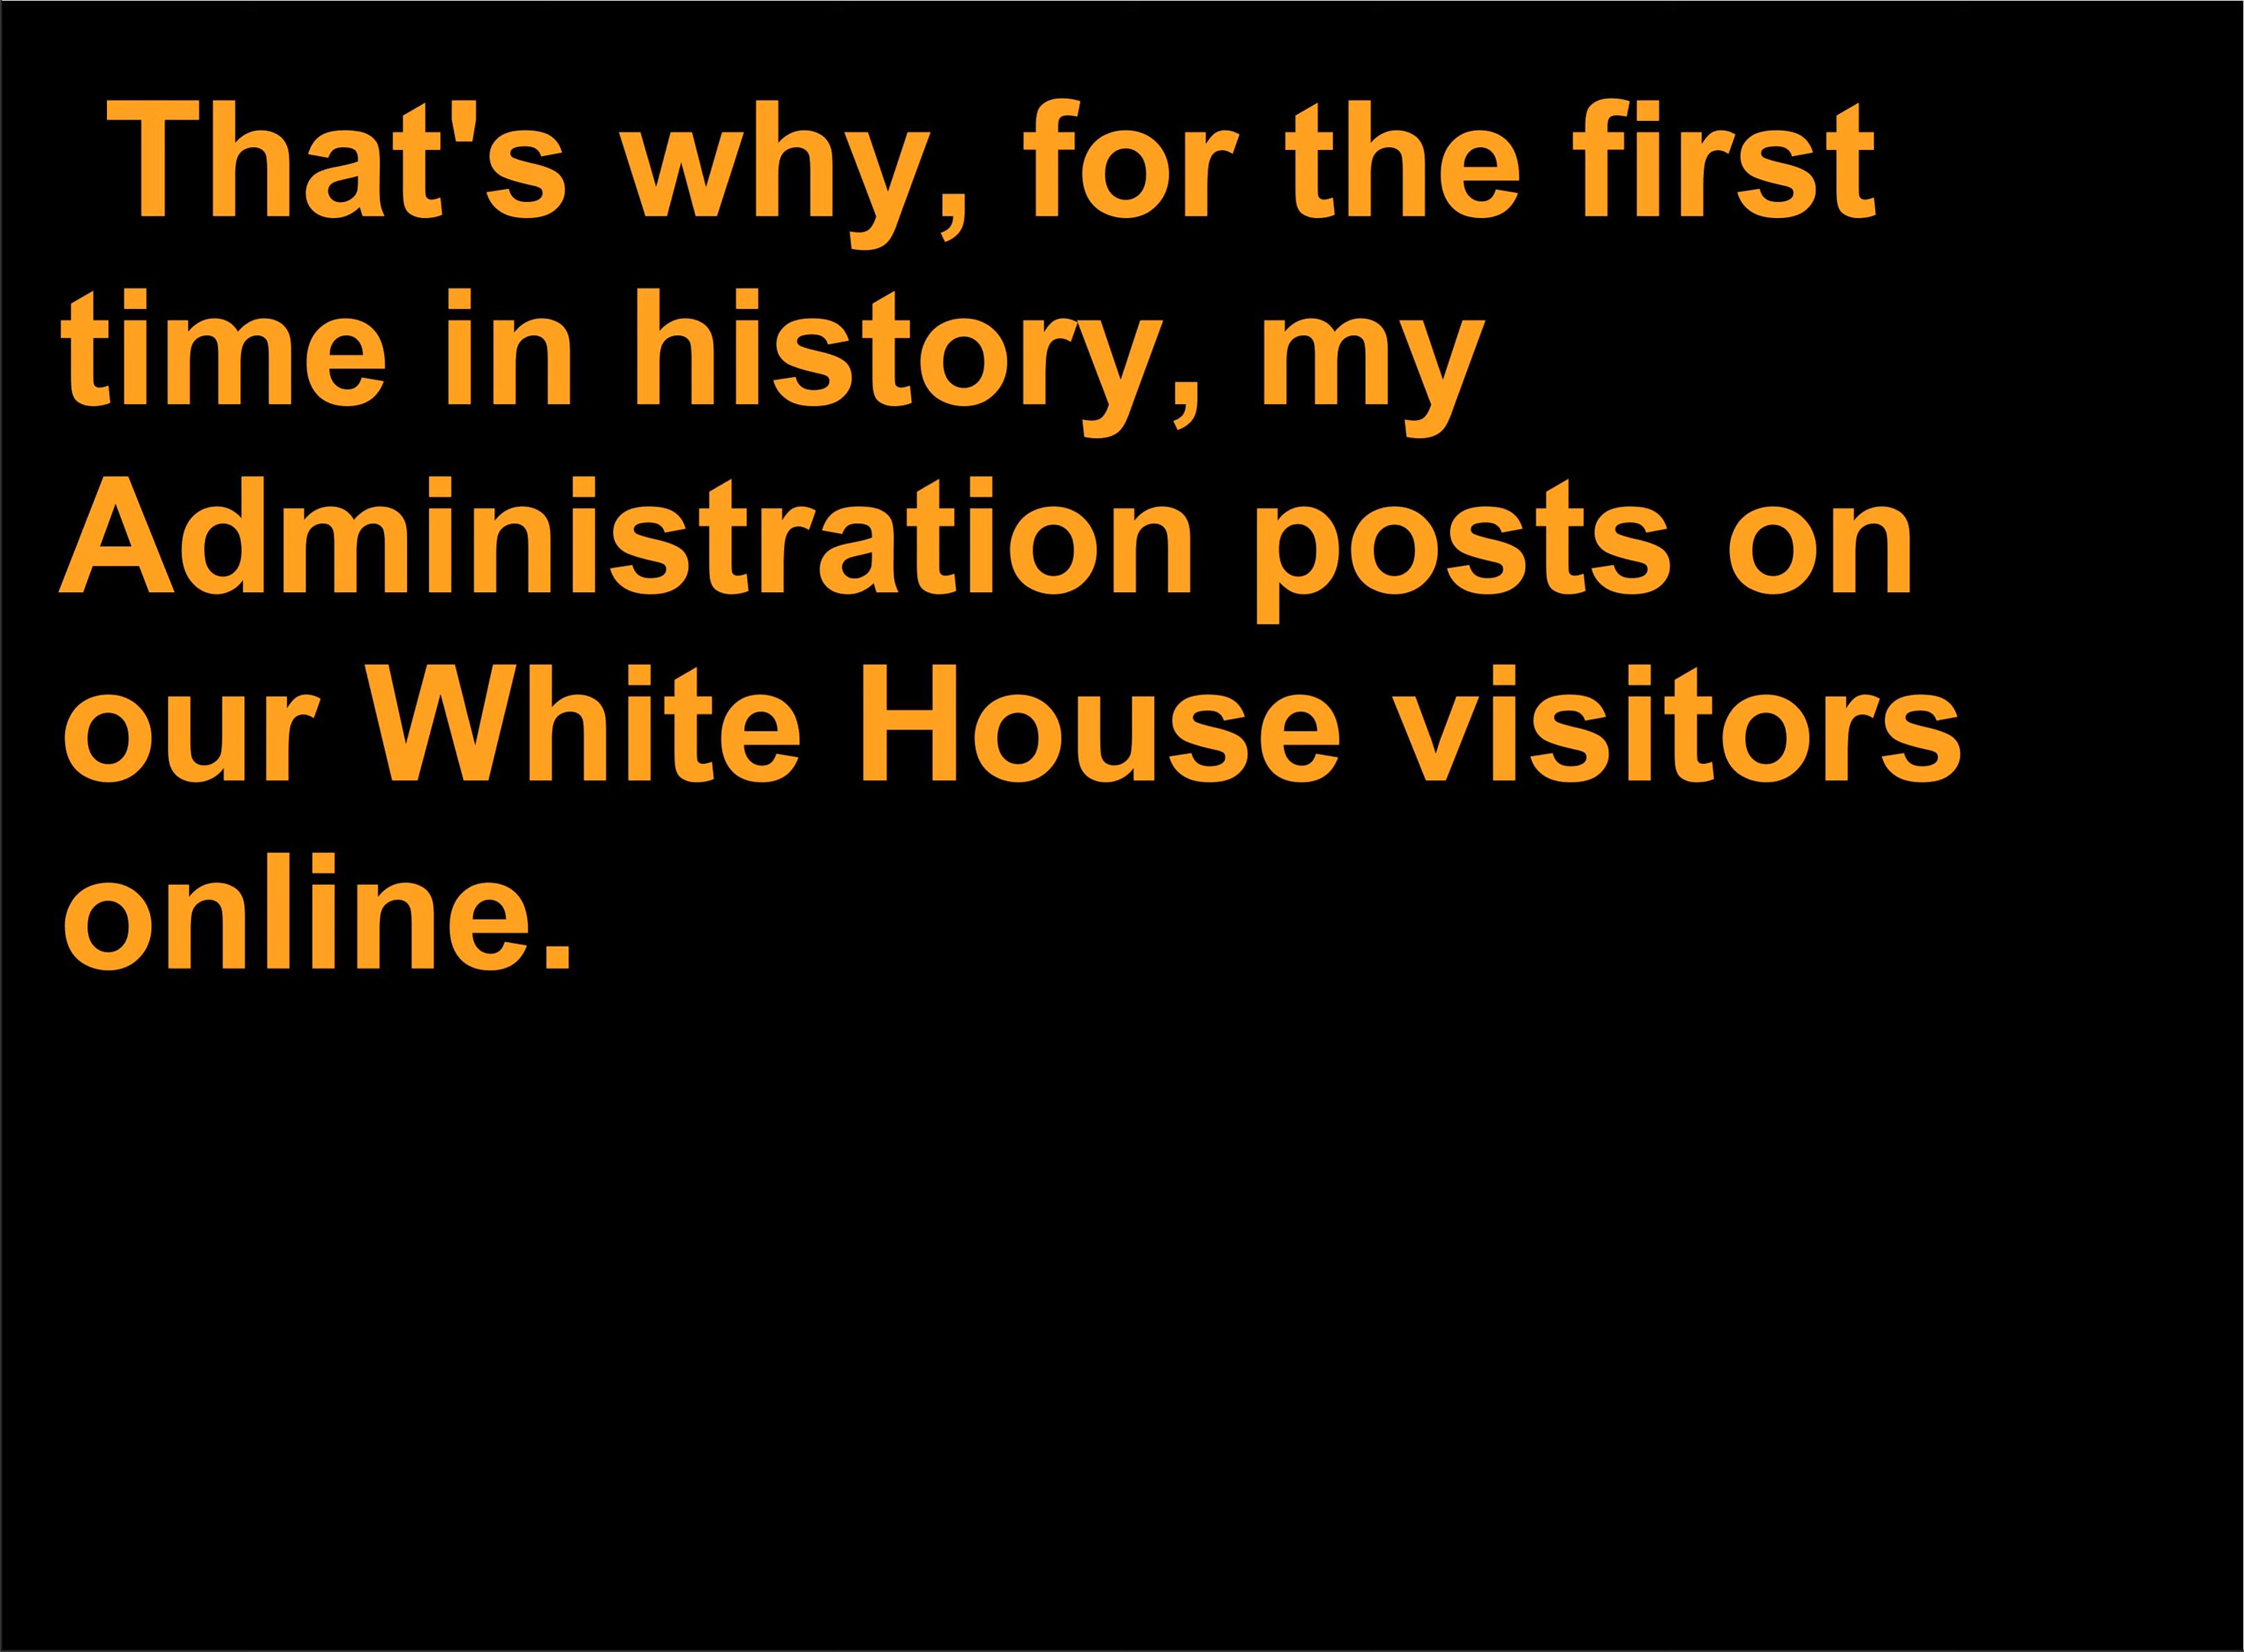 That's why, for the first
time in history, my
Administration posts on
our White House visitors
online.